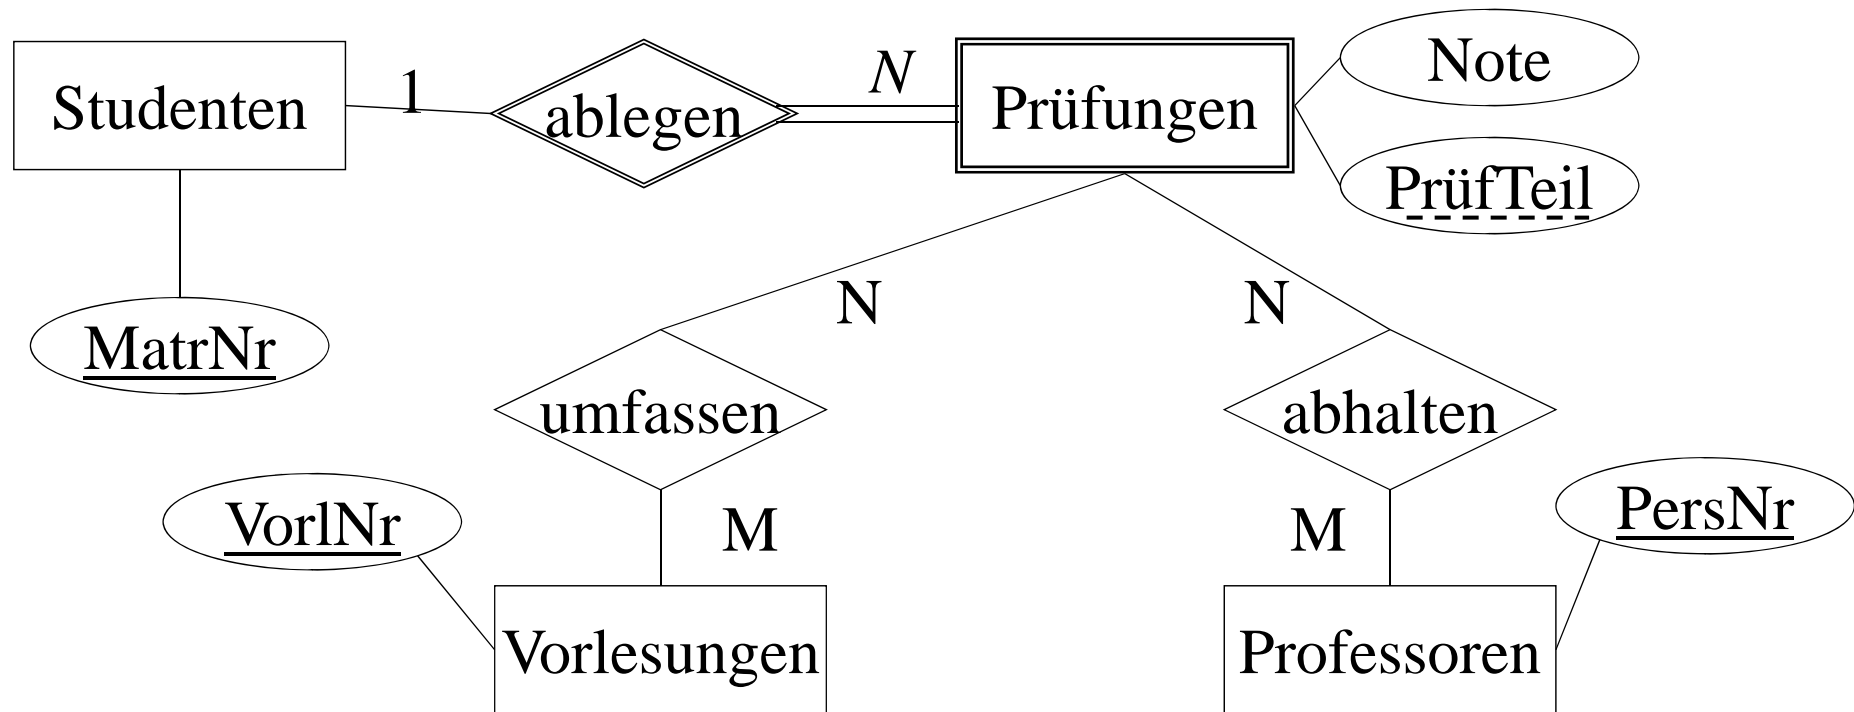 Note
Studenten
1
ablegen
N
Prüfungen
PrüfTeil
N
N
MatrNr
umfassen
abhalten
VorlNr
M
M
PersNr
Vorlesungen
Professoren